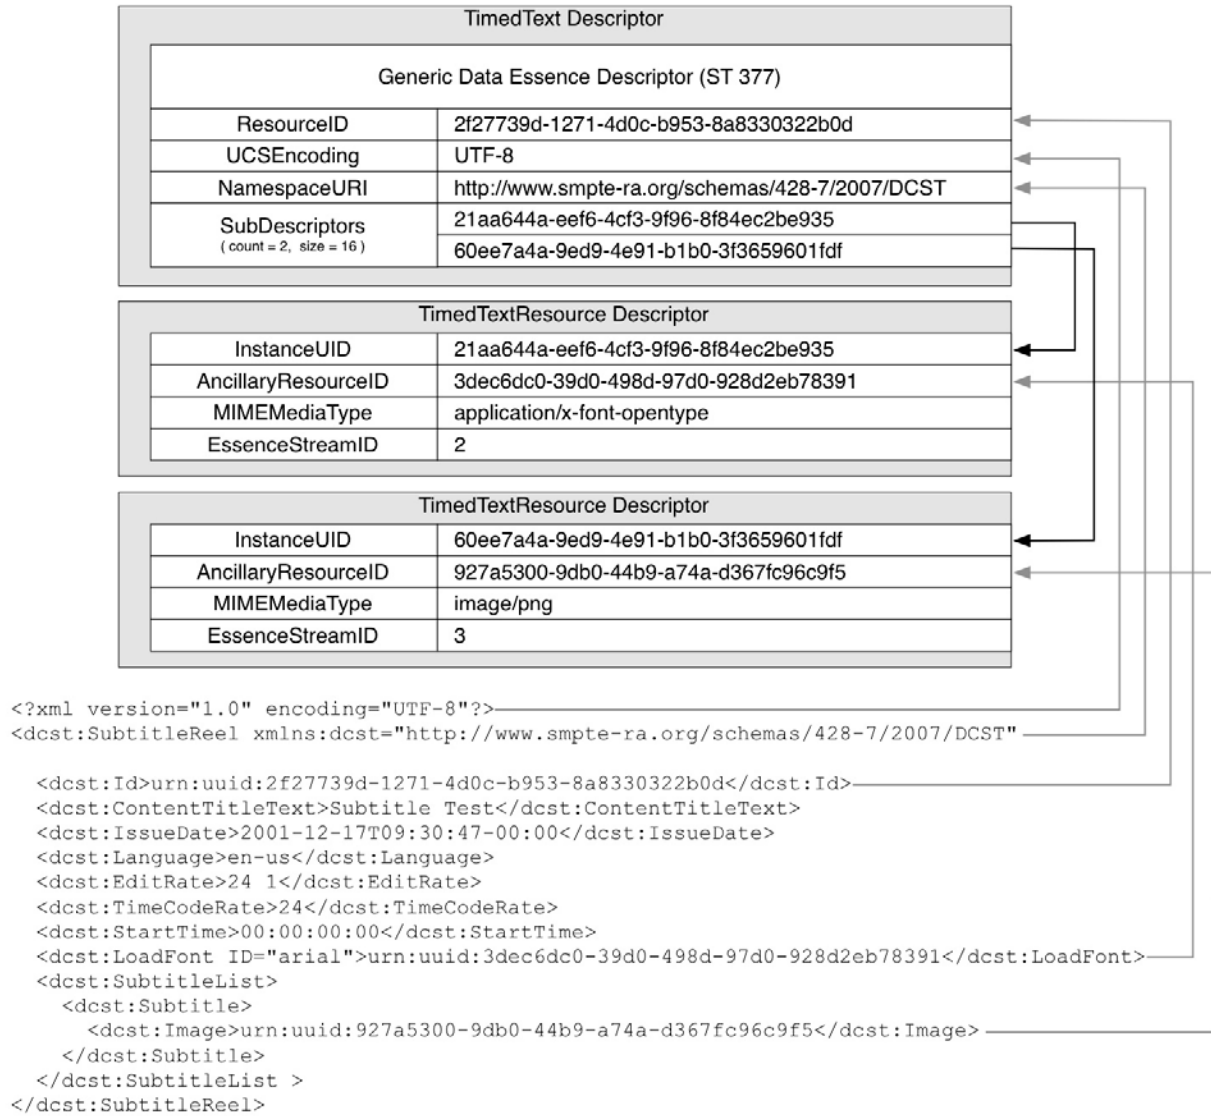 TimedText Descriptor
Generic Data Essence Descriptor (ST 377)
ResourceID 2f27739d-1271-4d0c-b953-8a8330322b0d
UCSEncoding UTF-8
NamespaceURI http://www.smpte-ra.org/schemas/428-7/2007/DCST
SubDescriptors 21aa644a-eef6-4cf3-9f96-8f84ec2be935
( count = 2, size = 16 ) 60ee7a4a-9ed9-4e91-b1b0-3f3659601fdf
TimedTextResource Descriptor
InstanceUID 21aa644a-eef6-4cf3-9f96-8f84ec2be935
AncillaryResourceID 3dec6dc0-39d0-498d-97d0-928d2eb78391
MIMEMediaType application/x-font-opentype
EssenceStreamID 2
TimedTextResource Descriptor
InstanceUID 60ee7a4a-9ed9-4e91-b1b0-3f3659601fdf
AncillaryResourceID 927a5300-9db0-44b9-a74a-d367fc96c9f5
MIMEMediaType image/png
EssenceStreamID 3
<?xml version="1.0" encoding="UTF-8"?>
<dcst:SubtitleReel xmlns:dcst="http://www.smpte-ra.org/schemas/428-7/2007/DCST"
<dcst:Id>urn:uuid:2f27739d-1271-4d0c-b953-8a8330322b0d</dcst:Id>
<dcst:ContentTitleText>Subtitle Test</dcst:ContentTitleText>
<dcst:IssueDate>2001-12-17T09:30:47-00:00</dcst:IssueDate>
<dcst:Language>en-us</dcst:Language>
<dcst:EditRate>24 1</dcst:EditRate>
<dcst:TimeCodeRate>24</dcst:TimeCodeRate>
<dcst:StartTime>00:00:00:00</dcst:StartTime>
<dcst:LoadFont ID="arial">urn:uuid:3dec6dc0-39d0-498d-97d0-928d2eb78391</dcst:LoadFont>
<dcst:SubtitleList>
<dcst:Subtitle>
<dcst:Image>urn:uuid:927a5300-9db0-44b9-a74a-d367fc96c9f5</dcst:Image>
</dcst:Subtitle>
</dcst:SubtitleList >
</dcst:SubtitleReel>